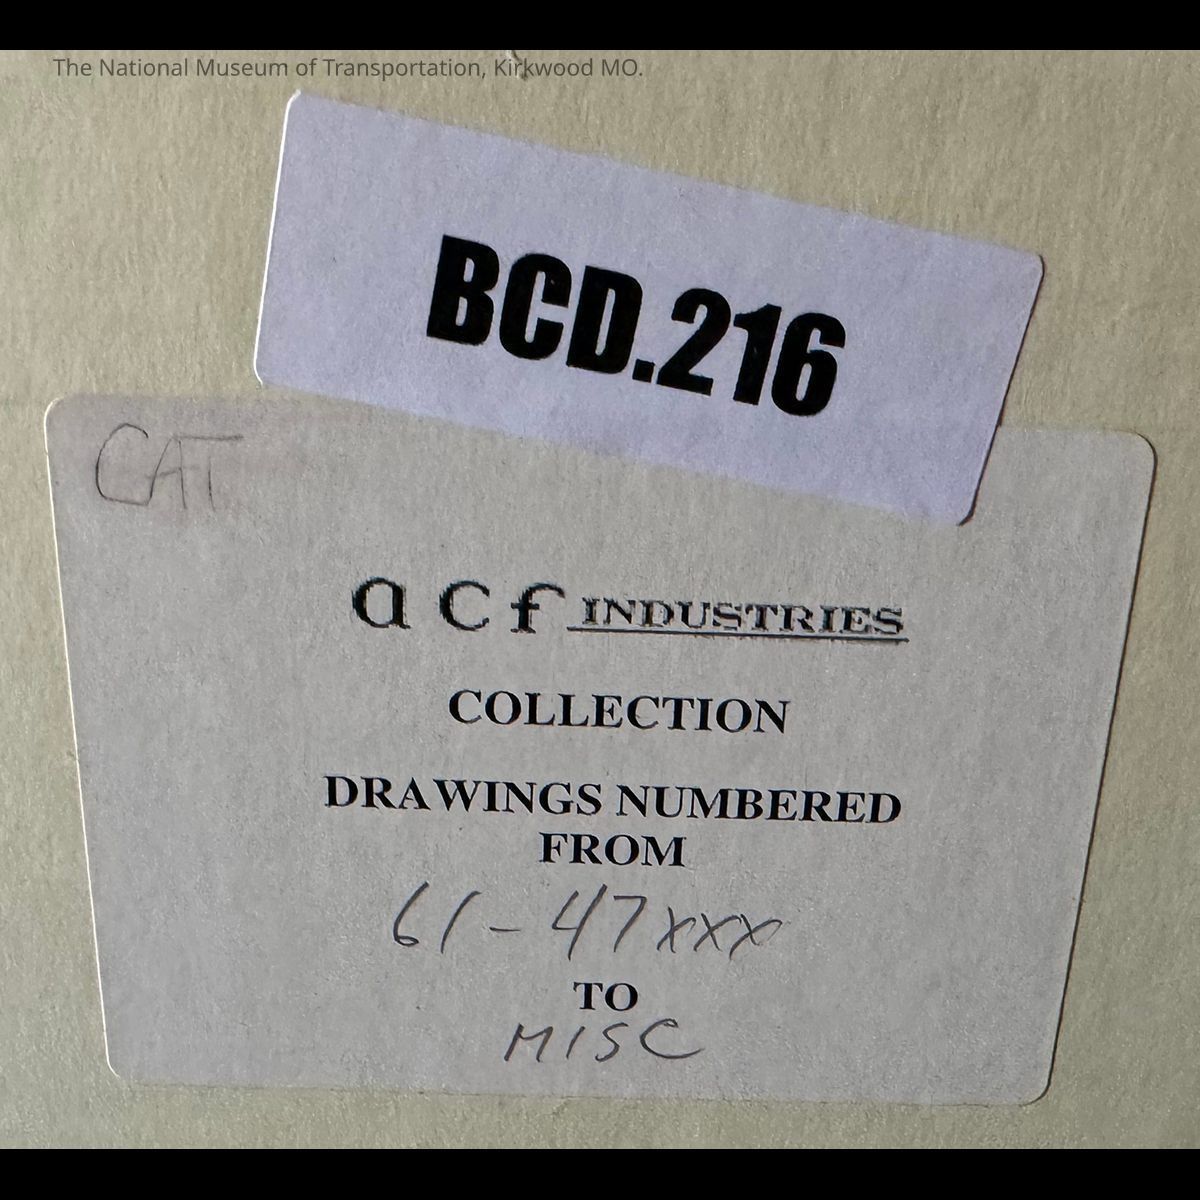 The National Museum of Transportation, Kirkwood MO.
BCD.216
CAT
acf INDUSTRIES
COLLECTION
DRAWINGS NUMBERED
FROM
61-47xxx
TO
MISC